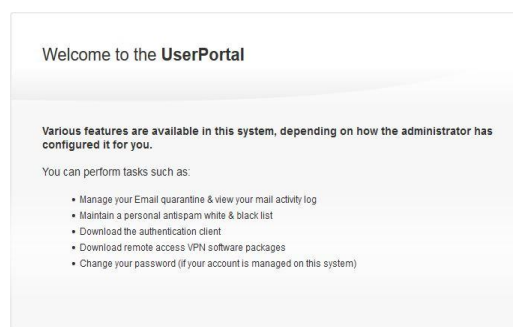 Welcome to the UserPortal
Various features are available in this system, depending on how the administrator has
configured it for you.
You can perform tasks such as:
• Manage your Email quarantine & view your mail activity log
• Maintain a personal antispam white & black list
• Download the authentication client
• Download remote access VPN software packages
• Change your password (if your account is managed on this system)